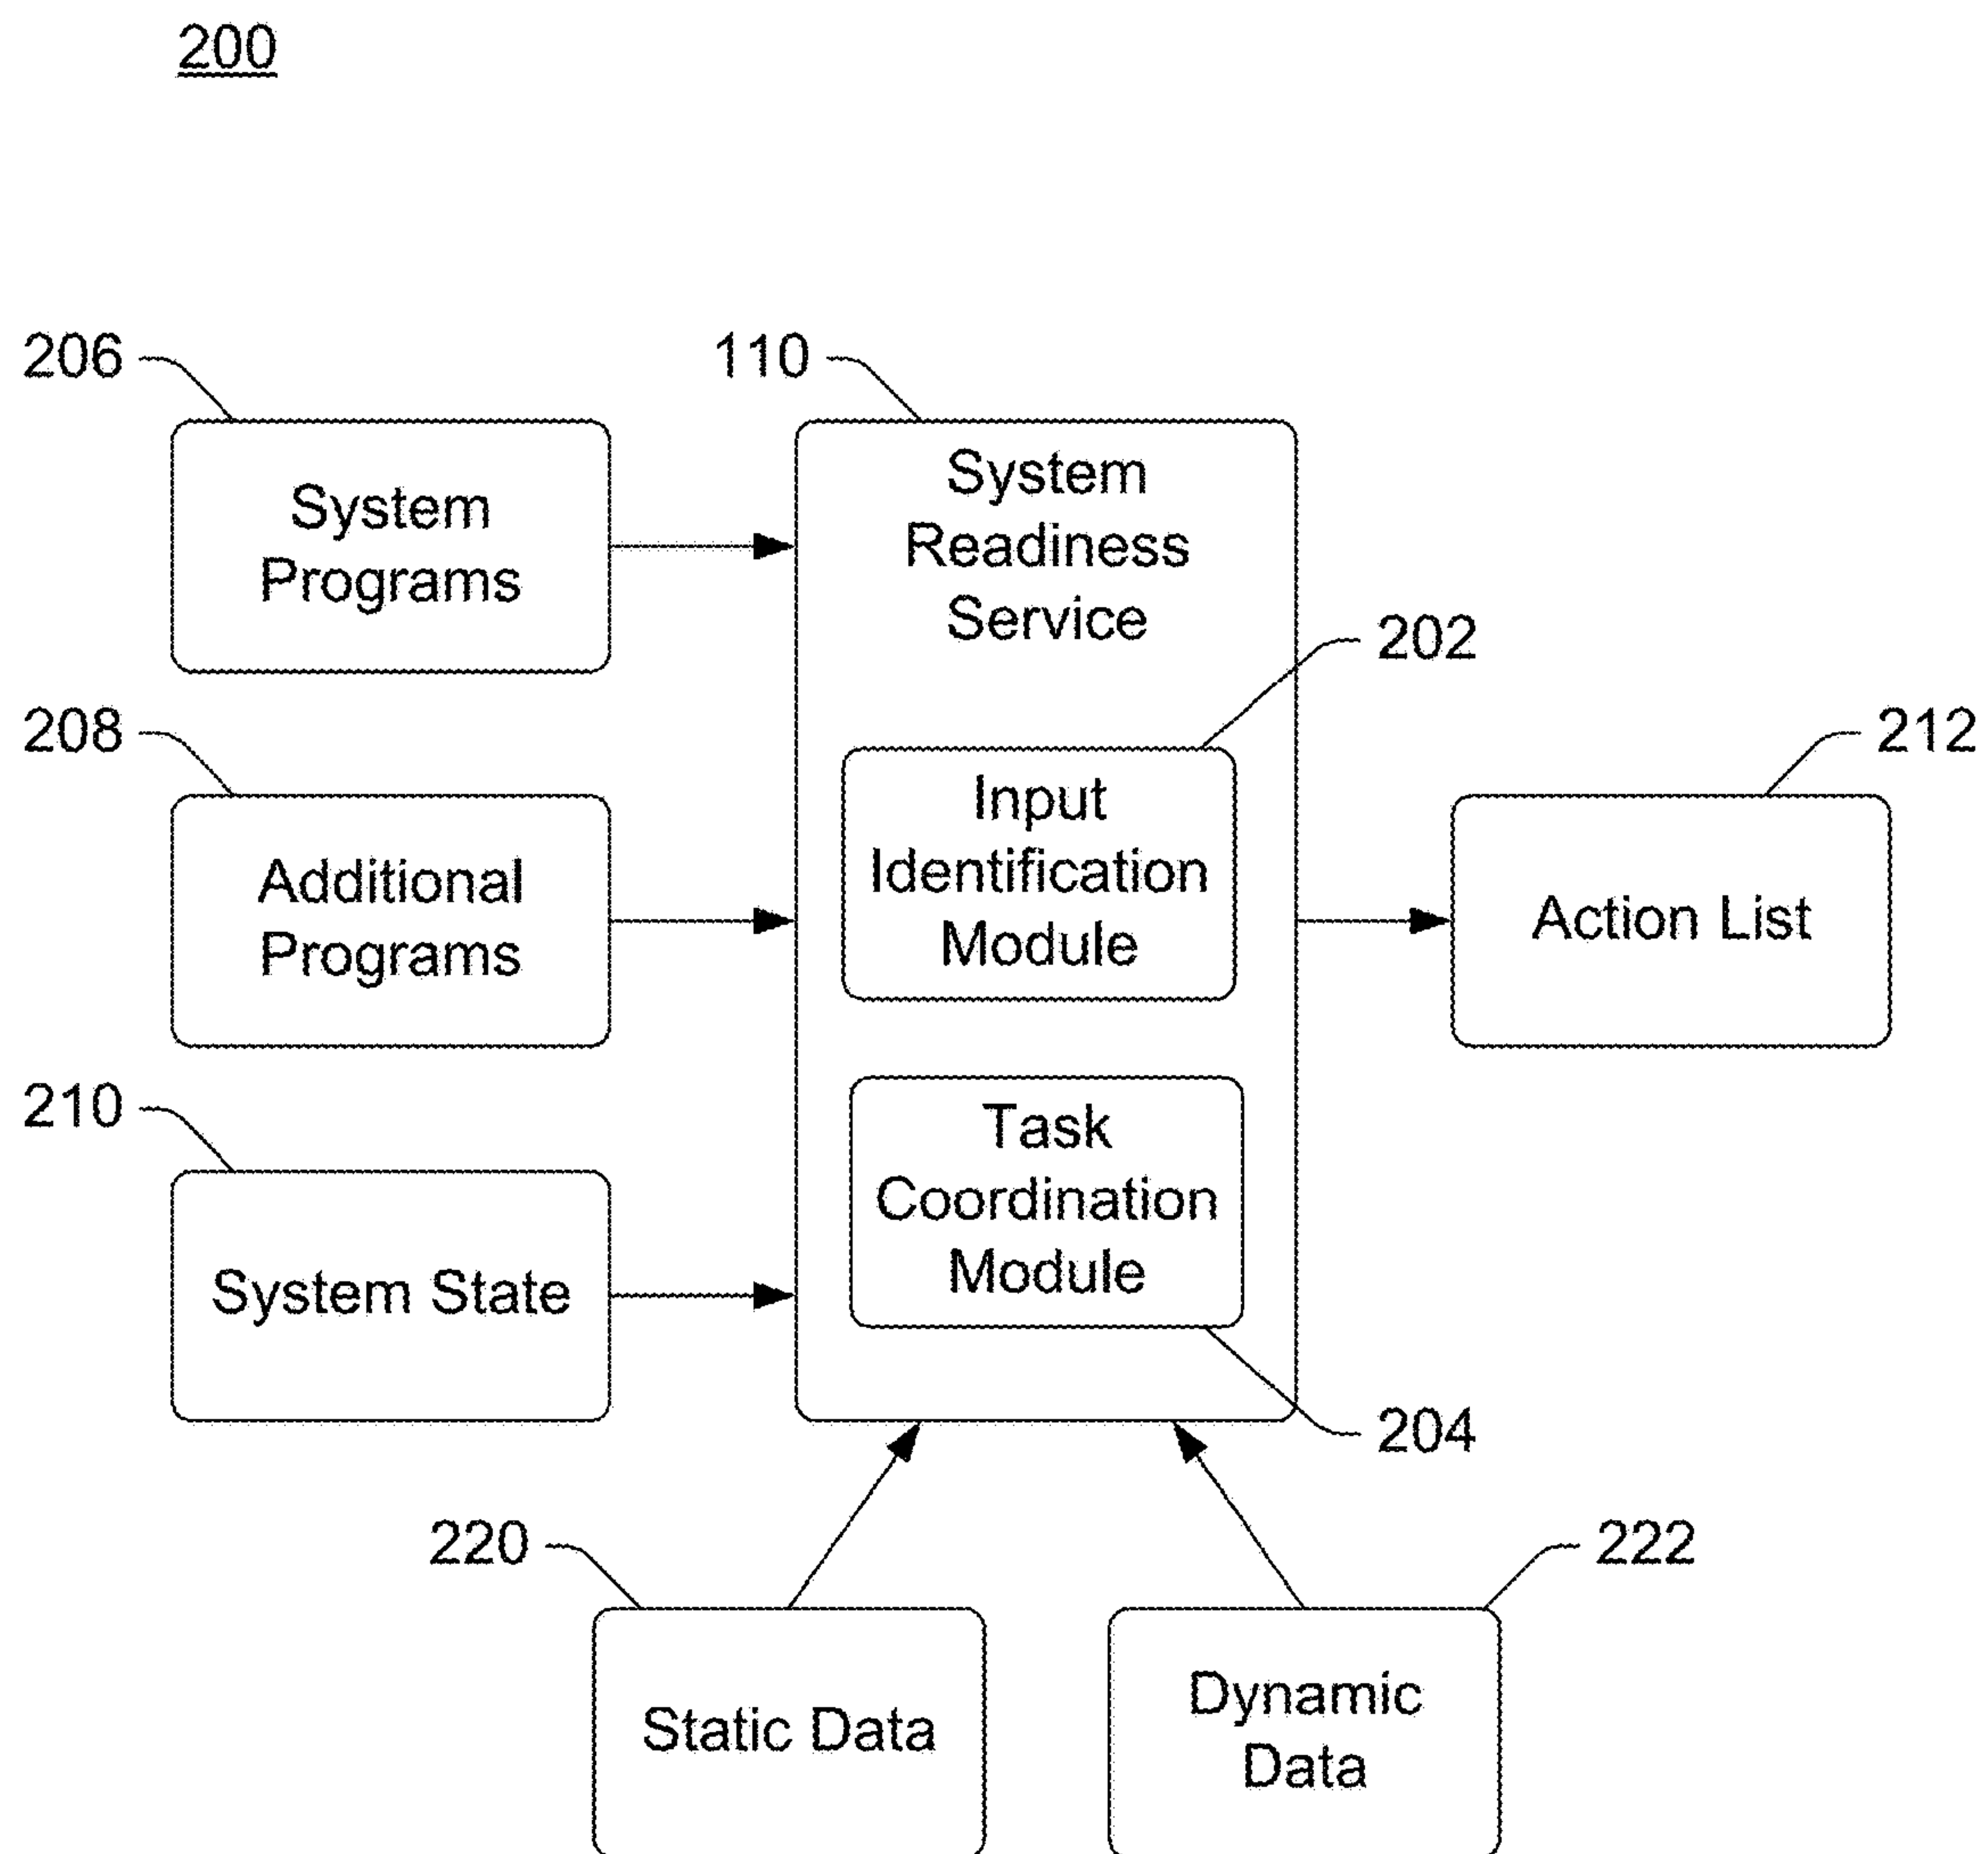 200
206
System
Programs
110
System
Readiness
Service
202
Input
Identification
Module
208
Additional
Programs
212
Action List
210
System State
Task
Coordination
Module
204
220
Static Data
222
Dynamic
Data